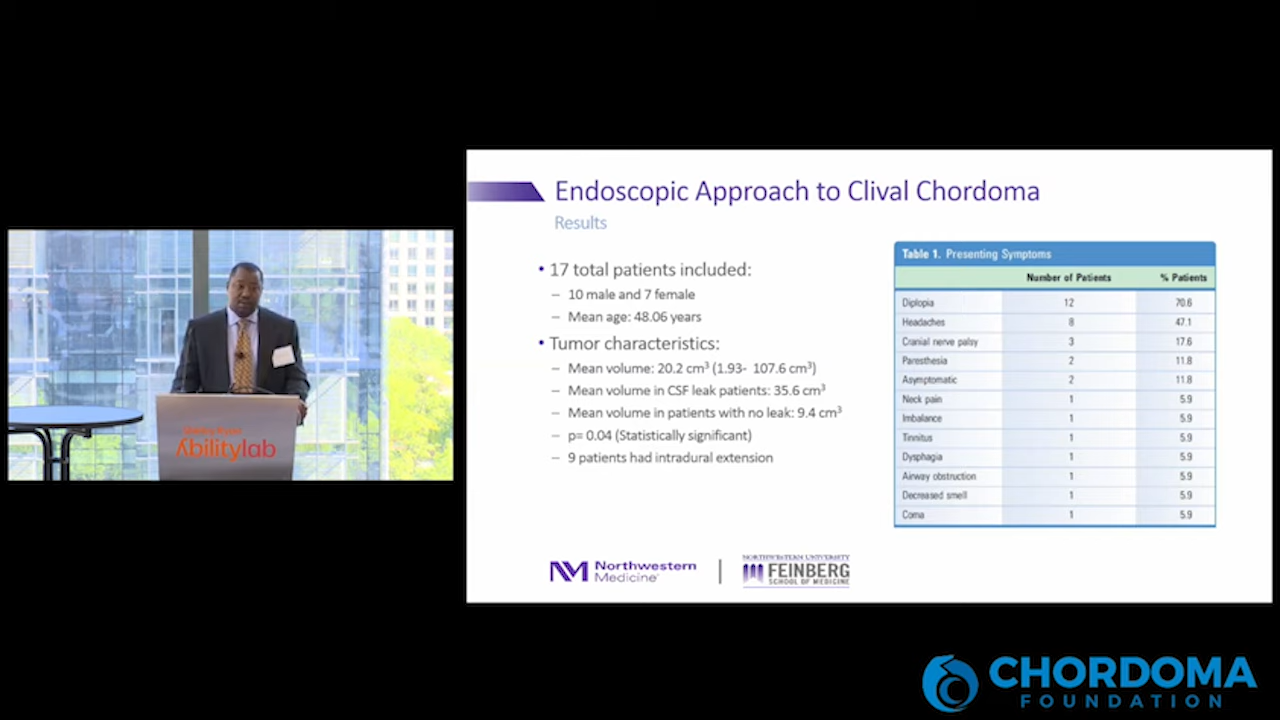 Endoscopic Approach to Clival Chordoma
Results
• 17 total patients included:
– 10 male and 7 female
– Mean age: 48.06 years
• Tumor characteristics:
– Mean volume: 20.2 cm³ (1.93- 107.6 cm³)
– Mean volume in CSF leak patients: 35.6 cm³
– Mean volume in patients with no leak: 9.4 cm³
– p= 0.04 (Statistically significant)
– 9 patients had intradural extension
Table 1. Presenting Symptoms
Number of Patients % Patients
Diplopia 12 70.6
Headaches 8 47.1
Cranial nerve palsy 3 17.6
Paresthesia 2 11.8
Asymptomatic 2 11.8
Neck pain 1 5.9
Imbalance 1 5.9
Tinnitus 1 5.9
Dysphagia 1 5.9
Airway obstruction 1 5.9
Decreased smell 1 5.9
Coma 1 5.9
Northwestern
Medicine
NORTHWESTERN UNIVERSITY
FEINBERG
SCHOOL OF MEDICINE
Abilitylab
CHORDOMA
FOUNDATION